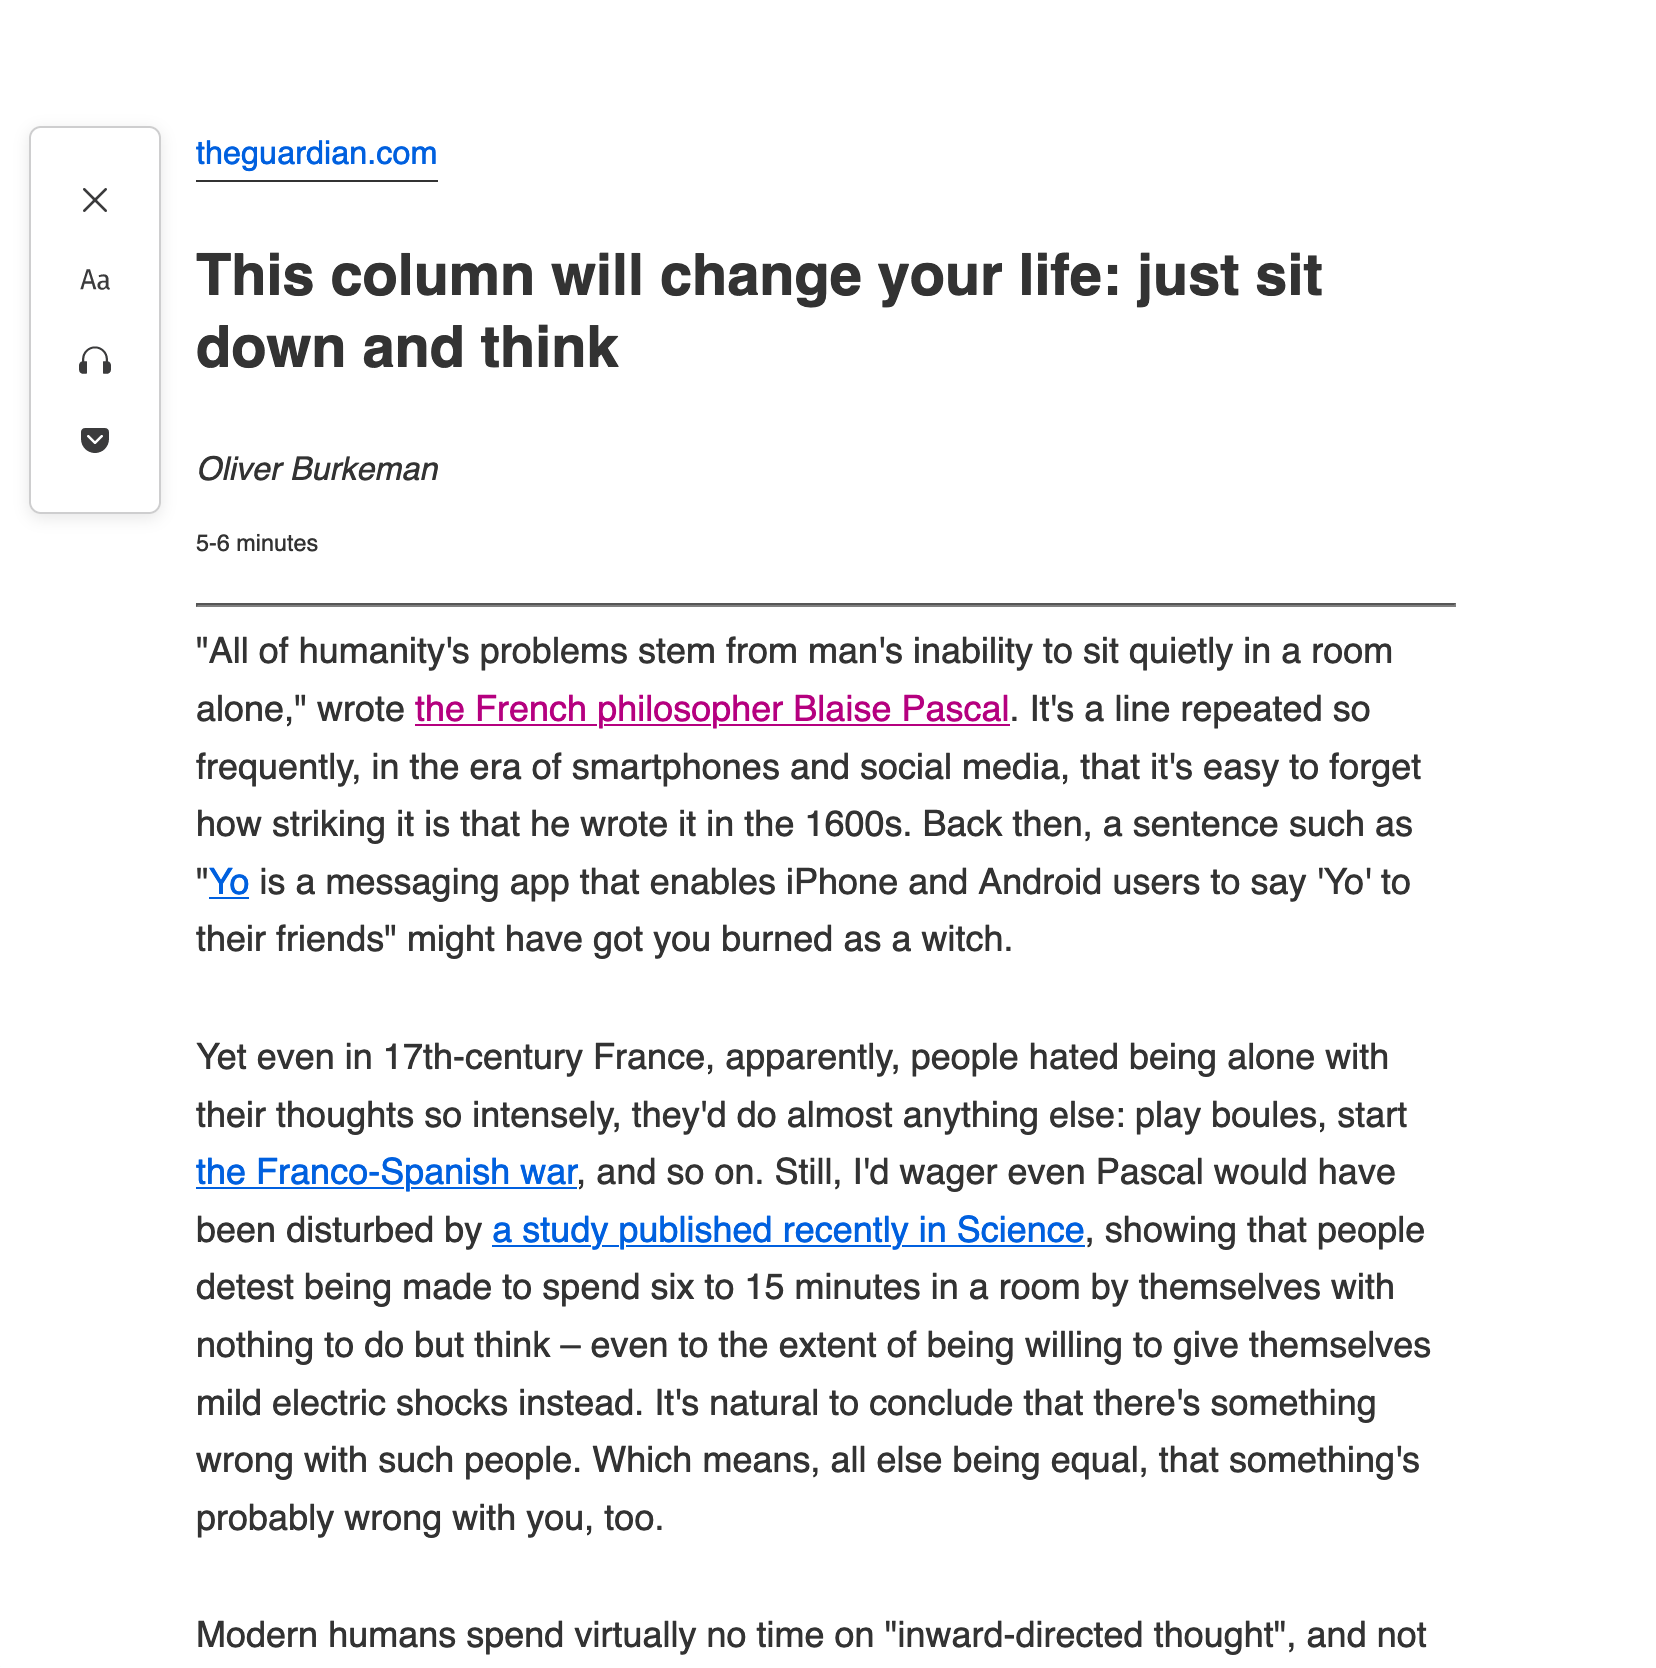 theguardian.com
This column will change your life: just sit
down and think
Aa
Oliver Burkeman
5-6 minutes
"All of humanity's problems stem from man's inability to sit quietly in a room
alone," wrote the French philosopher Blaise Pascal. It's a line repeated so
frequently, in the era of smartphones and social media, that it's easy to forget
how striking it is that he wrote it in the 1600s. Back then, a sentence such as
"Yo is a messaging app that enables iPhone and Android users to say 'Yo' to
their friends" might have got you burned as a witch.
Yet even in 17th-century France, apparently, people hated being alone with
their thoughts so intensely, they'd do almost anything else: play boules, start
the Franco-Spanish war, and so on. Still, I'd wager even Pascal would have
been disturbed by a study published recently in Science, showing that people
detest being made to spend six to 15 minutes in a room by themselves with
nothing to do but think – even to the extent of being willing to give themselves
mild electric shocks instead. It's natural to conclude that there's something
wrong with such people. Which means, all else being equal, that something's
probably wrong with you, too.
Modern humans spend virtually no time on "inward-directed thought", and not